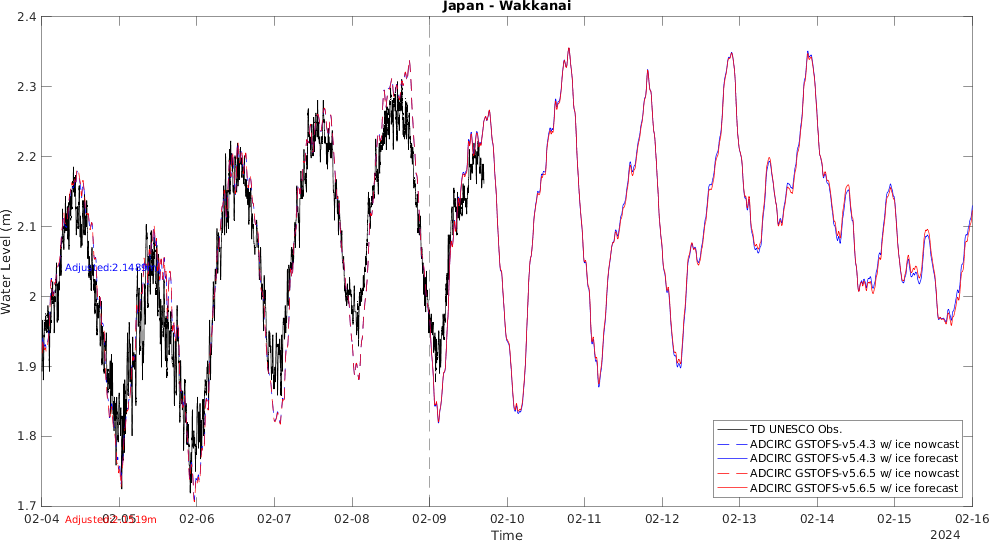 Japan - Wakkanai
Water Level (m)
2.4
2.3
2.2
2.1
2
1.9
1.8
1.7
02-04
02-05
02-06
02-07
02-08
02-09
02-10
02-11
02-12
02-13
02-14
02-15
02-16
Time
2024
TD UNESCO Obs.
ADCIRC GSTOFS-v5.4.3 w/ ice nowcast
ADCIRC GSTOFS-v5.4.3 w/ ice forecast
ADCIRC GSTOFS-v5.6.5 w/ ice nowcast
ADCIRC GSTOFS-v5.6.5 w/ ice forecast